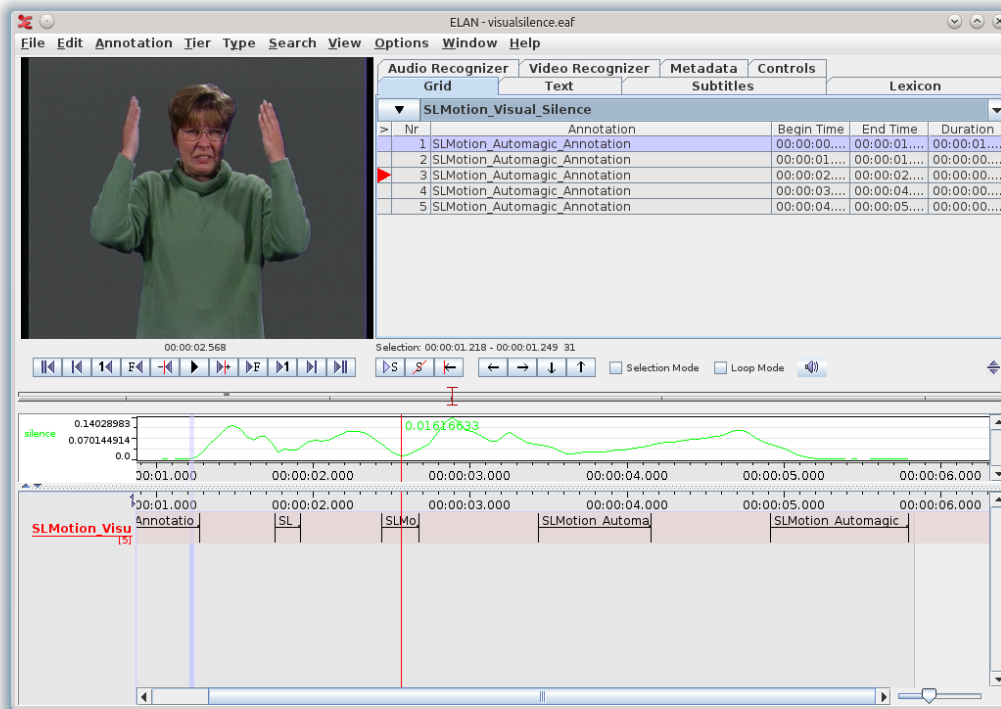 ELAN - visualsilence.eaf
File Edit Annotation Tier Type Search View Options Window Help
Audio Recognizer Video Recognizer Metadata Controls
Grid Text Subtitles Lexicon
SLMotion_Visual_Silence
> Nr Annotation Begin Time End Time Duration
1 SLMotion_Automagic_Annotation 00:00:00.... 00:00:01.... 00:00:01....
2 SLMotion_Automagic_Annotation 00:00:01.... 00:00:01.... 00:00:00....
3 SLMotion_Automagic_Annotation 00:00:02.... 00:00:02.... 00:00:00....
4 SLMotion_Automagic_Annotation 00:00:03.... 00:00:04.... 00:00:00....
5 SLMotion_Automagic_Annotation 00:00:04.... 00:00:05.... 00:00:00....
00:00:02.568 Selection: 00:00:01.218 - 00:00:01.249 31
1 F + F 1 S S Selection Mode Loop Mode
silence 0.14028983 0.01616633
0.070144914
0.0
00:01.000 00:00:02.000 00:00:03.000 00:00:04.000 00:00:05.000 00:00:06.000
00:01.000 00:00:02.000 00:00:03.000 00:00:04.000 00:00:05.000 00:00:06.000
SLMotion_Visu Annotatio SL SLMo SLMotion_Automa SLMotion_Automagic
[5]